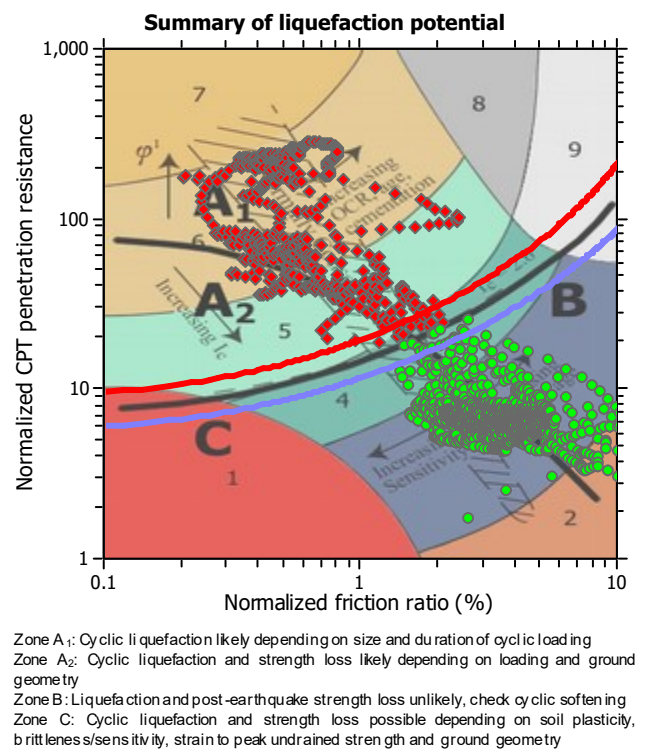 Summary of liquefaction potential
1,000
7
8
9
φ'
Increasing
OCR, age,
cementation
A1
100
6
A2
Increasing Ic
5
B
10
4
C
Increasing
Sensitivity
1
2
1
0.1
1
10
Normalized CPT penetration resistance
Normalized friction ratio (%)
Zone A1: Cyclic liquefaction likely depending on size and duration of cyclic loading
Zone A2: Cyclic liquefaction and strength loss likely depending on loading and ground
geometry
Zone B: Liquefaction and post-earthquake strength loss unlikely, check cyclic softening
Zone C: Cyclic liquefaction and strength loss possible depending on soil plasticity,
brittleness/sensitivity, strain to peak undrained strength and ground geometry